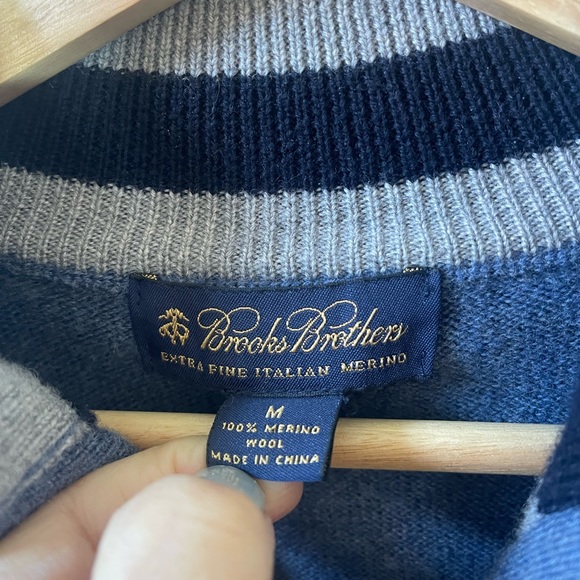 Brooks Brothers
EXTRA FINE ITALIAN MERINO
M
100% MERINO
WOOL
MADE IN CHINA